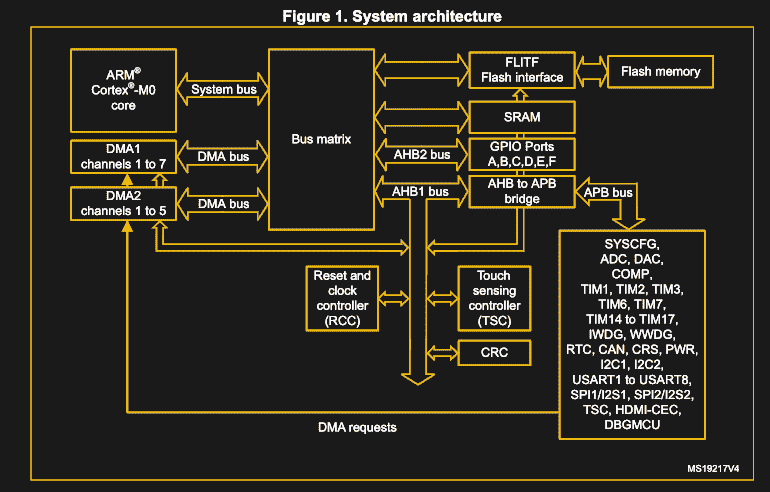 Figure 1. System architecture
ARM®
Cortex®-M0
core
System bus
Bus matrix
FLITF
Flash interface
Flash memory
SRAM
DMA1
channels 1 to 7
DMA bus
AHB2 bus
GPIO Ports
A,B,C,D,E,F
DMA2
channels 1 to 5
DMA bus
AHB1 bus
AHB to APB
bridge
APB bus
Reset and
clock
controller
(RCC)
Touch
sensing
controller
(TSC)
CRC
SYSCFG,
ADC, DAC,
COMP,
TIM1, TIM2, TIM3,
TIM6, TIM7,
TIM14 to TIM17,
IWDG, WWDG,
RTC, CAN, CRS, PWR,
I2C1, I2C2,
USART1 to USART8,
SPI1/I2S1, SPI2/I2S2,
TSC, HDMI-CEC,
DBGMCU
DMA requests
MS19217V4